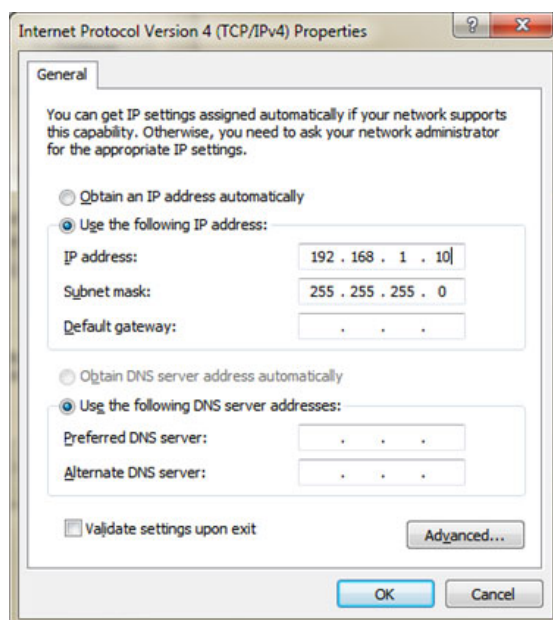 Internet Protocol Version 4 (TCP/IPv4) Properties
General
You can get IP settings assigned automatically if your network supports
this capability. Otherwise, you need to ask your network administrator
for the appropriate IP settings.
Obtain an IP address automatically
Use the following IP address:
IP address: 192 . 168 . 1 . 10
Subnet mask: 255 . 255 . 255 . 0
Default gateway: . . .
Obtain DNS server address automatically
Use the following DNS server addresses:
Preferred DNS server: . . .
Alternate DNS server: . . .
Validate settings upon exit
Advanced...
OK Cancel